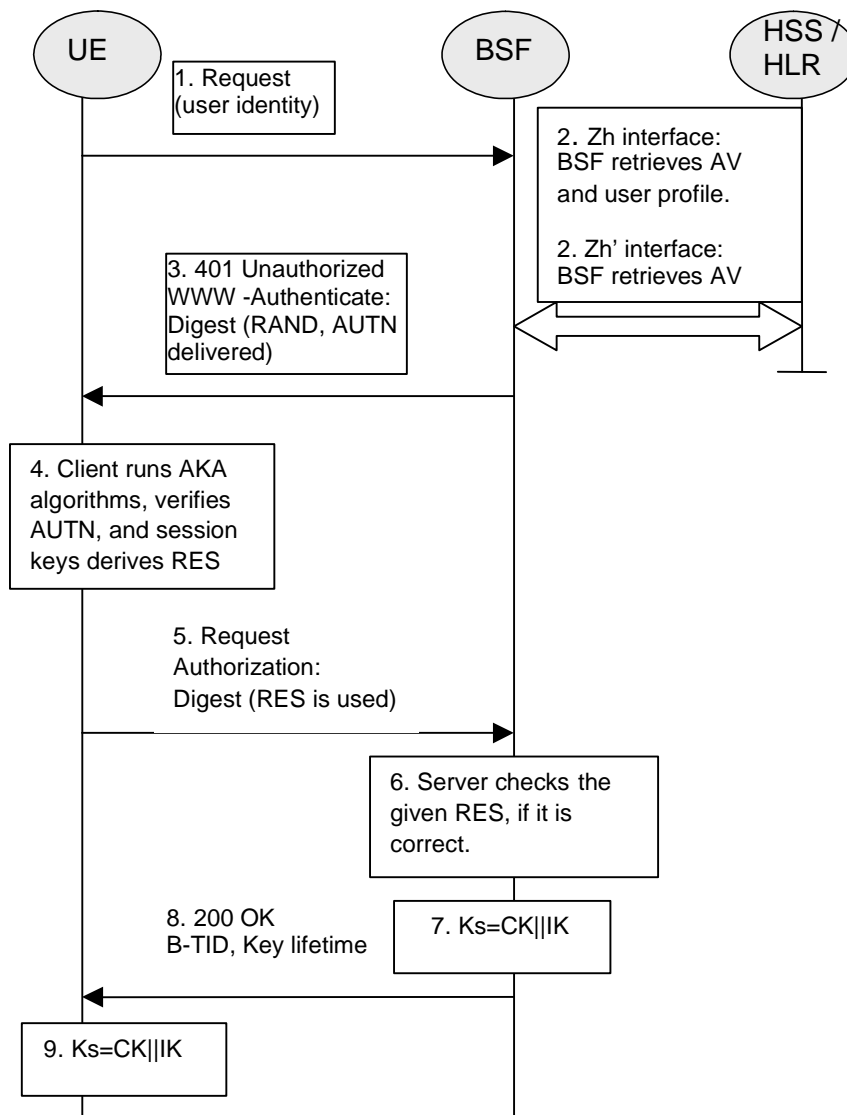 UE
BSF
HSS /
HLR
1. Request
(user identity)
2. Zh interface:
BSF retrieves AV
and user profile.
2. Zh’ interface:
BSF retrieves AV
3. 401 Unauthorized
WWW -Authenticate:
Digest (RAND, AUTN
delivered)
4. Client runs AKA
algorithms, verifies
AUTN, and session
keys derives RES
5. Request
Authorization:
Digest (RES is used)
6. Server checks the
given RES, if it is
correct.
7. Ks=CK||IK
8. 200 OK
B-TID, Key lifetime
9. Ks=CK||IK